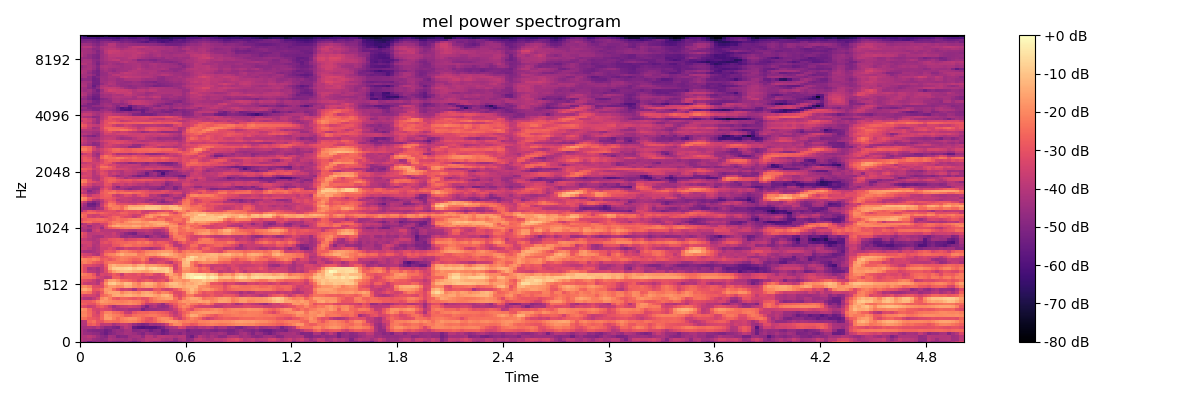 mel power spectrogram
Hz
8192
4096
2048
1024
512
0
0 0.6 1.2 1.8 2.4 3 3.6 4.2 4.8
Time
+0 dB
-10 dB
-20 dB
-30 dB
-40 dB
-50 dB
-60 dB
-70 dB
-80 dB